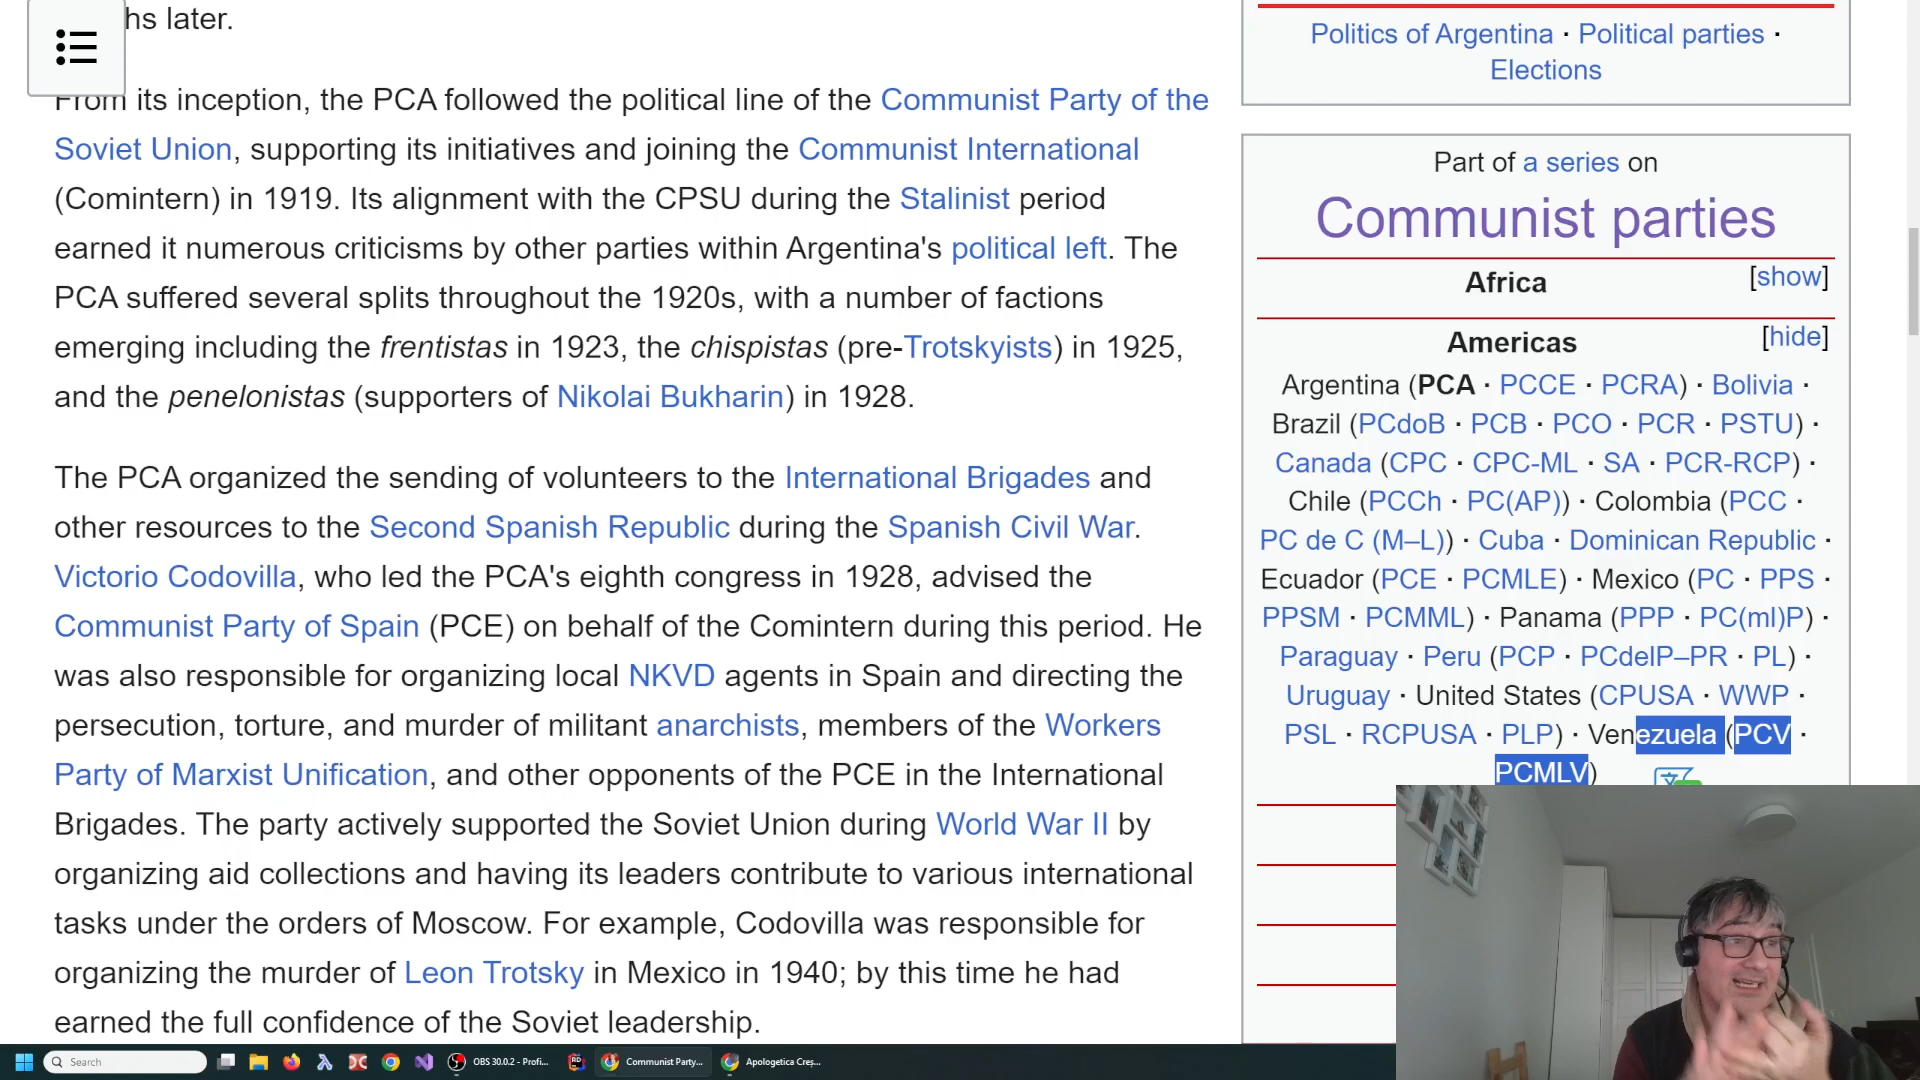 hs later.
From its inception, the PCA followed the political line of the Communist Party of the
Soviet Union, supporting its initiatives and joining the Communist International
(Comintern) in 1919. Its alignment with the CPSU during the Stalinist period
earned it numerous criticisms by other parties within Argentina's political left. The
PCA suffered several splits throughout the 1920s, with a number of factions
emerging including the frentistas in 1923, the chispistas (pre-Trotskyists) in 1925,
and the penelonistas (supporters of Nikolai Bukharin) in 1928.
The PCA organized the sending of volunteers to the International Brigades and
other resources to the Second Spanish Republic during the Spanish Civil War.
Victorio Codovilla, who led the PCA's eighth congress in 1928, advised the
Communist Party of Spain (PCE) on behalf of the Comintern during this period. He
was also responsible for organizing local NKVD agents in Spain and directing the
persecution, torture, and murder of militant anarchists, members of the Workers
Party of Marxist Unification, and other opponents of the PCE in the International
Brigades. The party actively supported the Soviet Union during World War II by
organizing aid collections and having its leaders contribute to various international
tasks under the orders of Moscow. For example, Codovilla was responsible for
organizing the murder of Leon Trotsky in Mexico in 1940; by this time he had
earned the full confidence of the Soviet leadership.
Politics of Argentina · Political parties ·
Elections
Part of a series on
Communist parties
Africa [show]
Americas [hide]
Argentina (PCA · PCCE · PCRA) · Bolivia ·
Brazil (PCdoB · PCB · PCO · PCR · PSTU) ·
Canada (CPC · CPC-ML · SA · PCR-RCP) ·
Chile (PCCh · PC(AP)) · Colombia (PCC ·
PC de C (M–L)) · Cuba · Dominican Republic ·
Ecuador (PCE · PCMLE) · Mexico (PC · PPS ·
PPSM · PCMML) · Panama (PPP · PC(ml)P) ·
Paraguay · Peru (PCP · PCdelP–PR · PL) ·
Uruguay · United States (CPUSA · WWP ·
PSL · RCPUSA · PLP) · Venezuela (PCV ·
PCMLV)
Search
OBS 30.0.2 - Profi...
Communist Party...
Apologetica Creș...